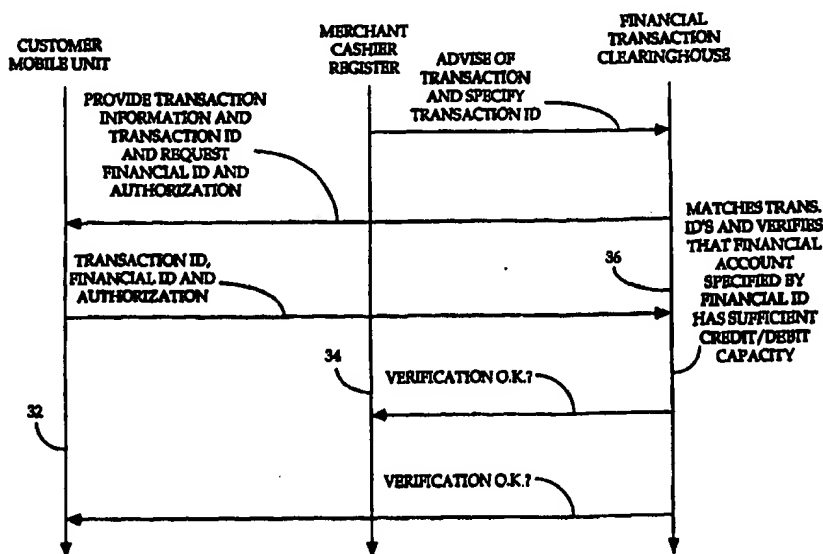 CUSTOMER
MOBILE UNIT
MERCHANT
CASHIER
REGISTER
FINANCIAL
TRANSACTION
CLEARINGHOUSE
ADVISE OF
TRANSACTION
AND SPECIFY
TRANSACTION ID
PROVIDE TRANSACTION
INFORMATION AND
TRANSACTION ID
AND REQUEST
FINANCIAL ID AND
AUTHORIZATION
MATCHES TRANS.
ID'S AND VERIFIES
THAT FINANCIAL
ACCOUNT
SPECIFIED BY
FINANCIAL ID
HAS SUFFICIENT
CREDIT/DEBIT
CAPACITY
36
TRANSACTION ID,
FINANCIAL ID AND
AUTHORIZATION
34
VERIFICATION O.K.?
32
VERIFICATION O.K.?